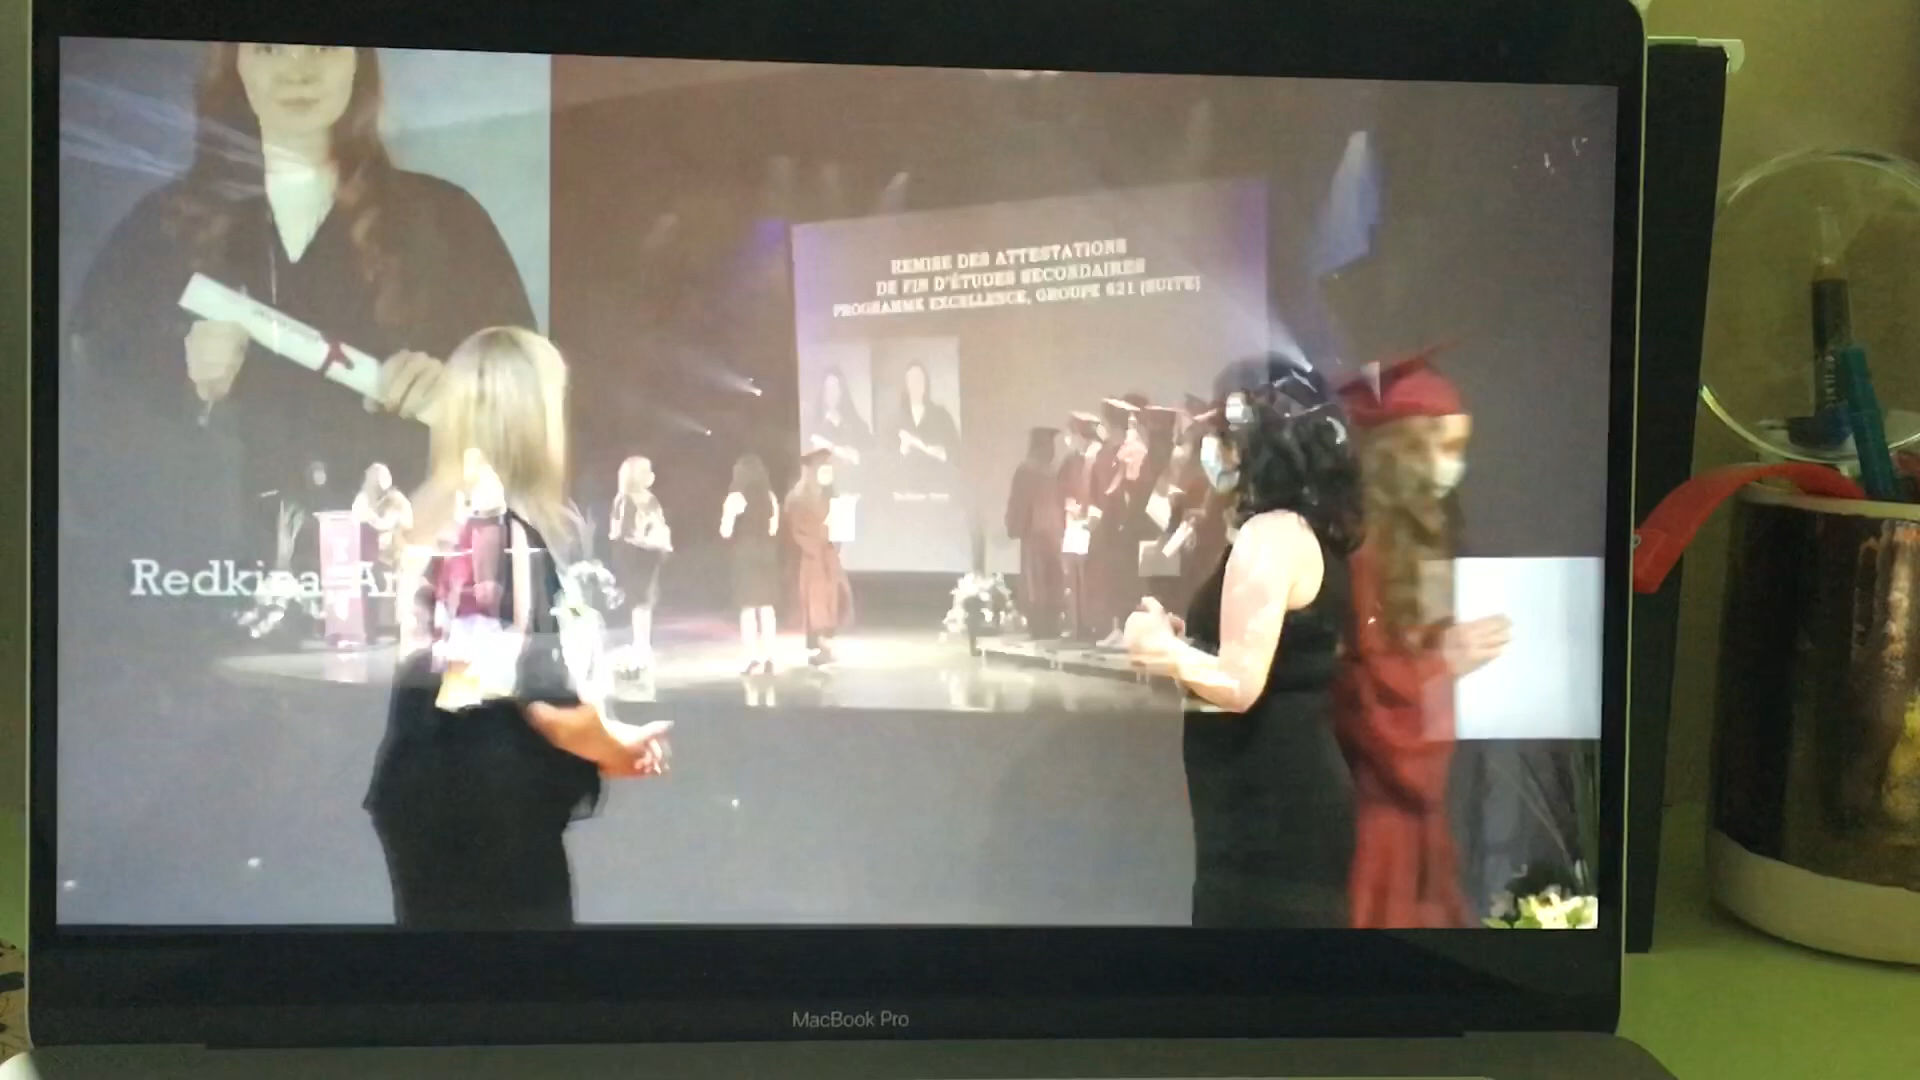 REMISE DES ATTESTATIONS
DE FIN D'ÉTUDES SECONDAIRES
PROGRAMME EXCELLENCE, GROUPE 621 (SUITE)
Redkina
MacBook Pro